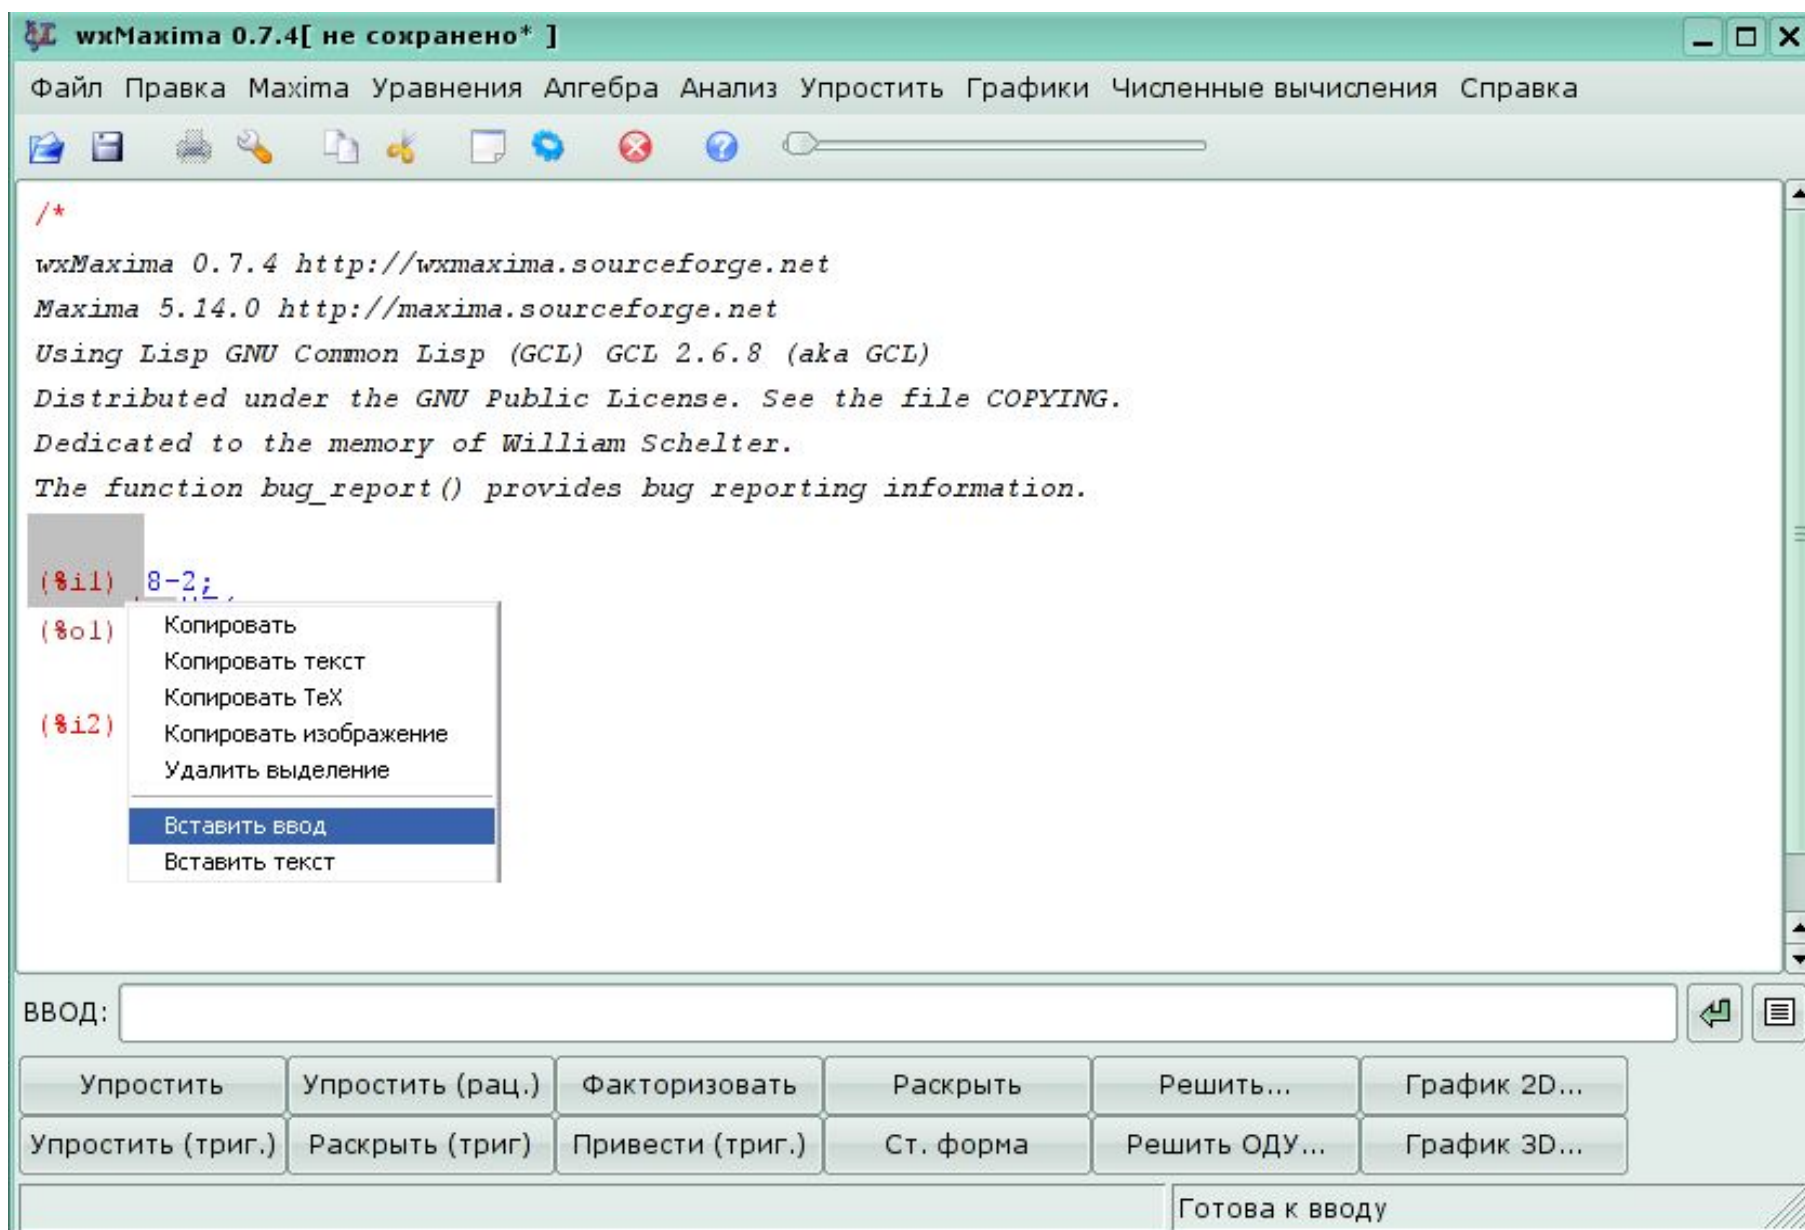 wxMaxima 0.7.4[ не сохранено* ]
Файл Правка Maxima Уравнения Алгебра Анализ Упростить Графики Численные вычисления Справка
/*
wxMaxima 0.7.4 http://wxmaxima.sourceforge.net
Maxima 5.14.0 http://maxima.sourceforge.net
Using Lisp GNU Common Lisp (GCL) GCL 2.6.8 (aka GCL)
Distributed under the GNU Public License. See the file COPYING.
Dedicated to the memory of William Schelter.
The function bug_report() provides bug reporting information.
(%i1) 8-2;
(%o1)
(%i2)
Копировать
Копировать текст
Копировать TeX
Копировать изображение
Удалить выделение
Вставить ввод
Вставить текст
ВВОД:
Упростить Упростить (рац.) Факторизовать Раскрыть Решить... График 2D...
Упростить (триг.) Раскрыть (триг) Привести (триг.) Ст. форма Решить ОДУ... График 3D...
Готова к вводу